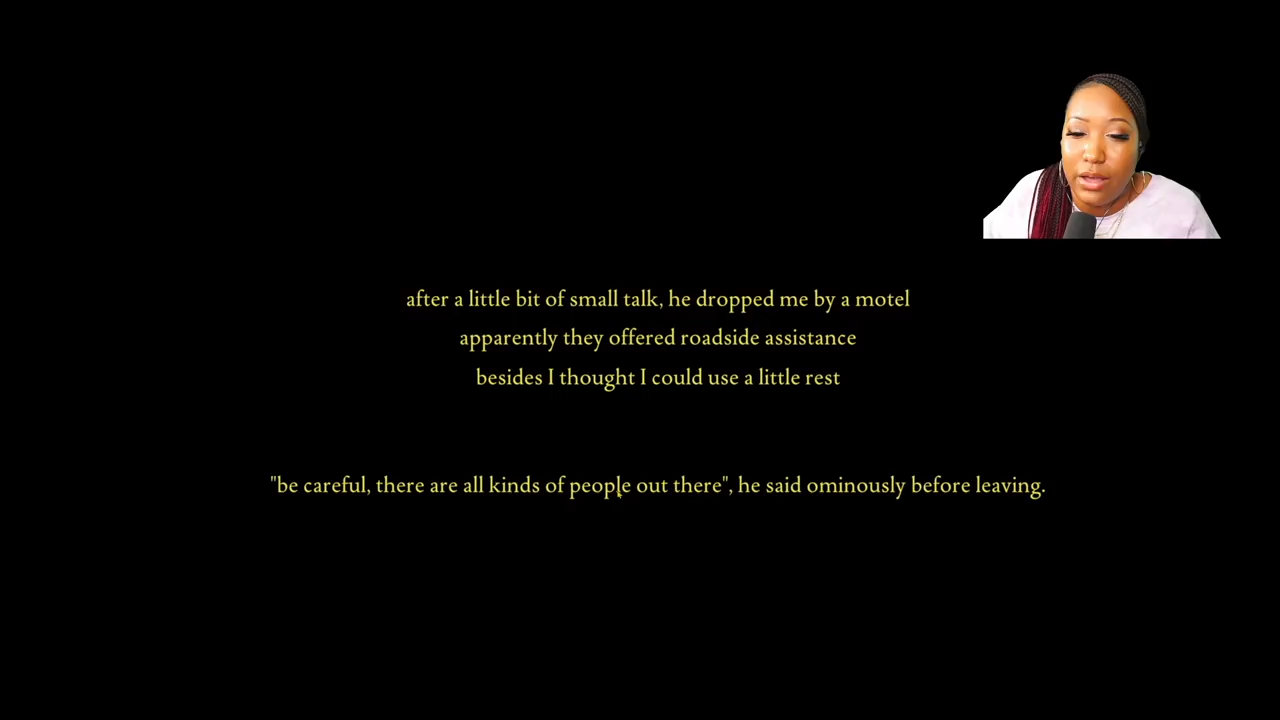 after a little bit of small talk, he dropped me by a motel
apparently they offered roadside assistance
besides I thought I could use a little rest
"be careful, there are all kinds of people out there", he said ominously before leaving.